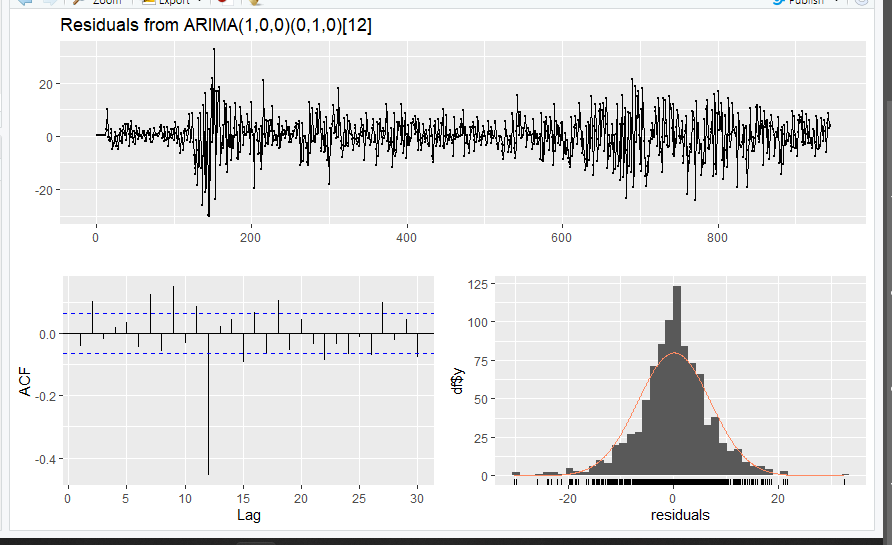 Zoom Export Publish
Residuals from ARIMA(1,0,0)(0,1,0)[12]
20
0
-20
0 200 400 600 800
0.0
-0.2
-0.4
ACF
0 5 10 15 20 25 30
Lag
125
100
75
50
25
0
df$y
-20 0 20
residuals